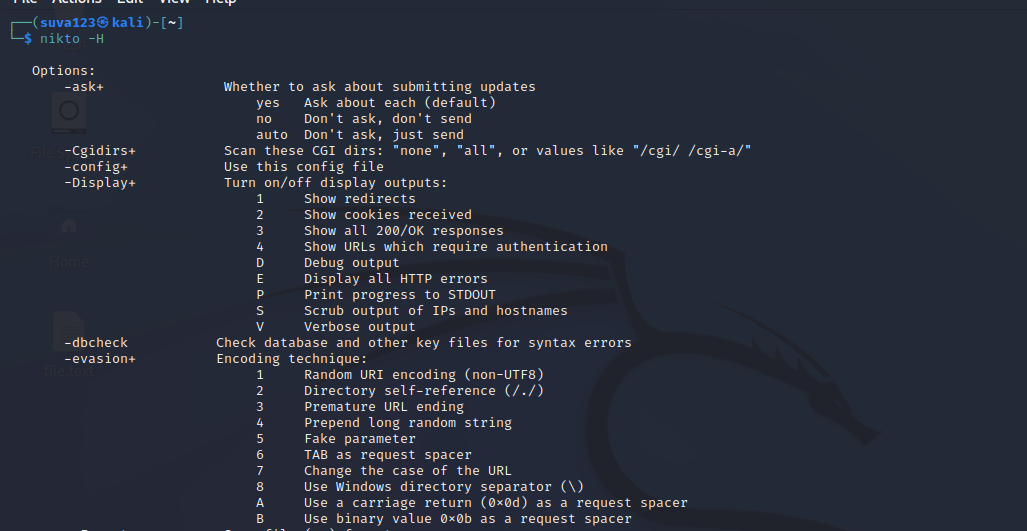 File Actions Edit View Help
(suva123㉿kali)-[~]
$ nikto -H
Options:
-ask+ Whether to ask about submitting updates
yes Ask about each (default)
no Don't ask, don't send
auto Don't ask, just send
-Cgidirs+ Scan these CGI dirs: "none", "all", or values like "/cgi/ /cgi-a/"
-config+ Use this config file
-Display+ Turn on/off display outputs:
1 Show redirects
2 Show cookies received
3 Show all 200/OK responses
4 Show URLs which require authentication
D Debug output
E Display all HTTP errors
P Print progress to STDOUT
S Scrub output of IPs and hostnames
V Verbose output
Home
-dbcheck Check database and other key files for syntax errors
-evasion+ Encoding technique:
1 Random URI encoding (non-UTF8)
2 Directory self-reference (/./)
3 Premature URL ending
4 Prepend long random string
5 Fake parameter
6 TAB as request spacer
7 Change the case of the URL
8 Use Windows directory separator (\)
A Use a carriage return (0×0d) as a request spacer
B Use binary value 0×0b as a request spacer